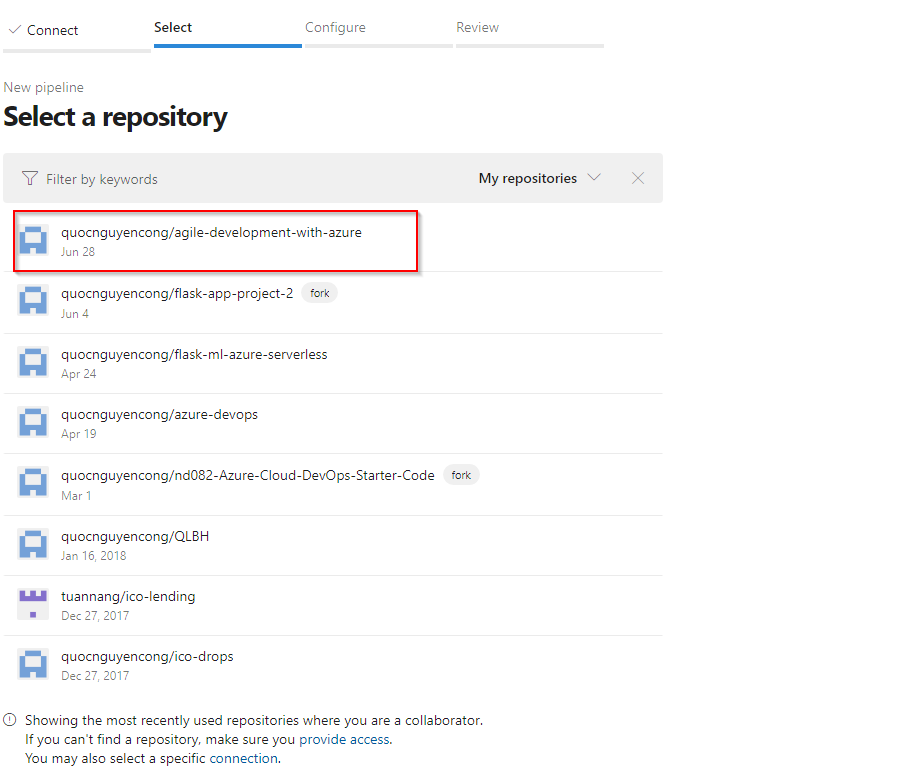 Connect
Select
Configure
Review
New pipeline
Select a repository
Filter by keywords
My repositories
quocnguyencong/agile-development-with-azure
Jun 28
quocnguyencong/flask-app-project-2 fork
Jun 4
quocnguyencong/flask-ml-azure-serverless
Apr 24
quocnguyencong/azure-devops
Apr 19
quocnguyencong/nd082-Azure-Cloud-DevOps-Starter-Code fork
Mar 1
quocnguyencong/QLBH
Jan 16, 2018
tuannang/ico-lending
Dec 27, 2017
quocnguyencong/ico-drops
Dec 27, 2017
Showing the most recently used repositories where you are a collaborator.
If you can't find a repository, make sure you provide access.
You may also select a specific connection.